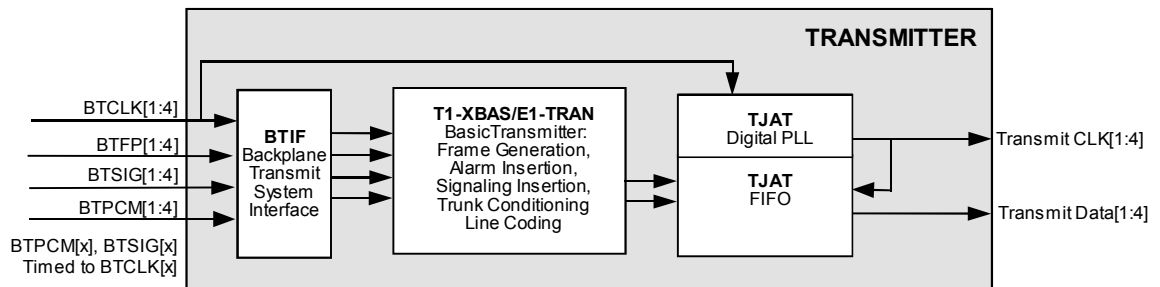 TRANSMITTER
BTCLK[1:4]
BTFP[1:4]
BTSIG[1:4]
BTPCM[1:4]
BTPCM[x], BTSIG[x]
Timed to BTCLK[x]
BTIF
Backplane
Transmit
System
Interface
T1-XBAS/E1-TRAN
BasicTransmitter:
Frame Generation,
Alarm Insertion,
Signaling Insertion,
Trunk Conditioning
Line Coding
TJAT
Digital PLL
TJAT
FIFO
Transmit CLK[1:4]
Transmit Data[1:4]